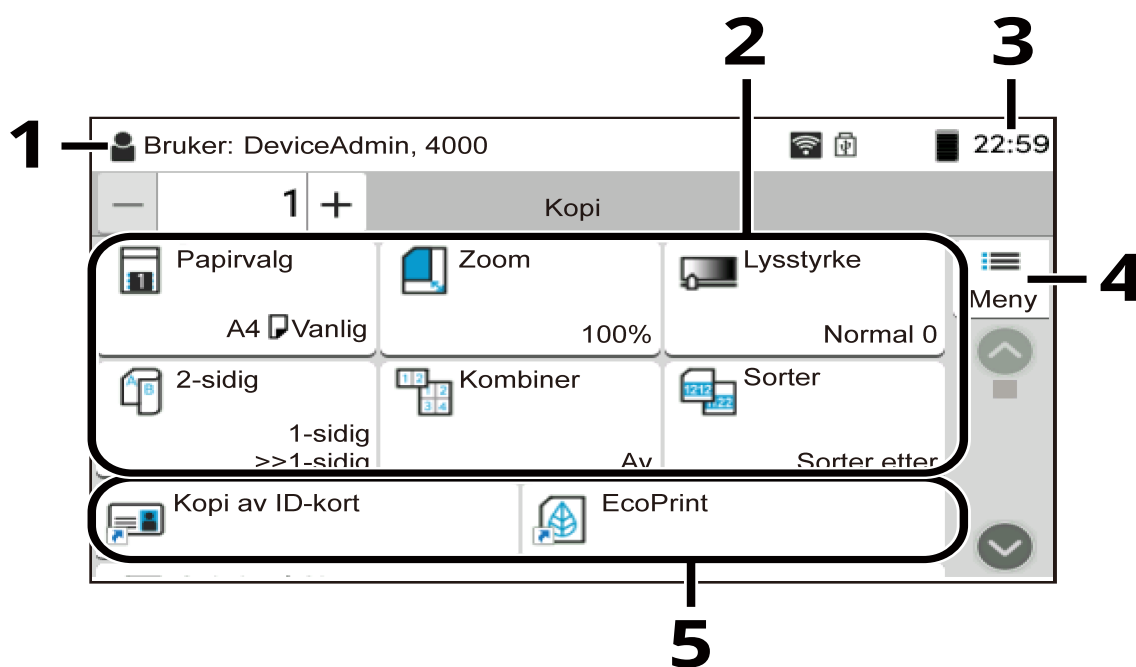 2
3
1
Bruker: DeviceAdmin, 4000
22:59
1
Kopi
Papirvalg
A4 Vanlig
Zoom
100%
Lysstyrke
Normal 0
Meny
4
2-sidig
1-sidig
>>1-sidig
Kombiner
Av
Sorter
Sorter etter
Kopi av ID-kort
EcoPrint
5